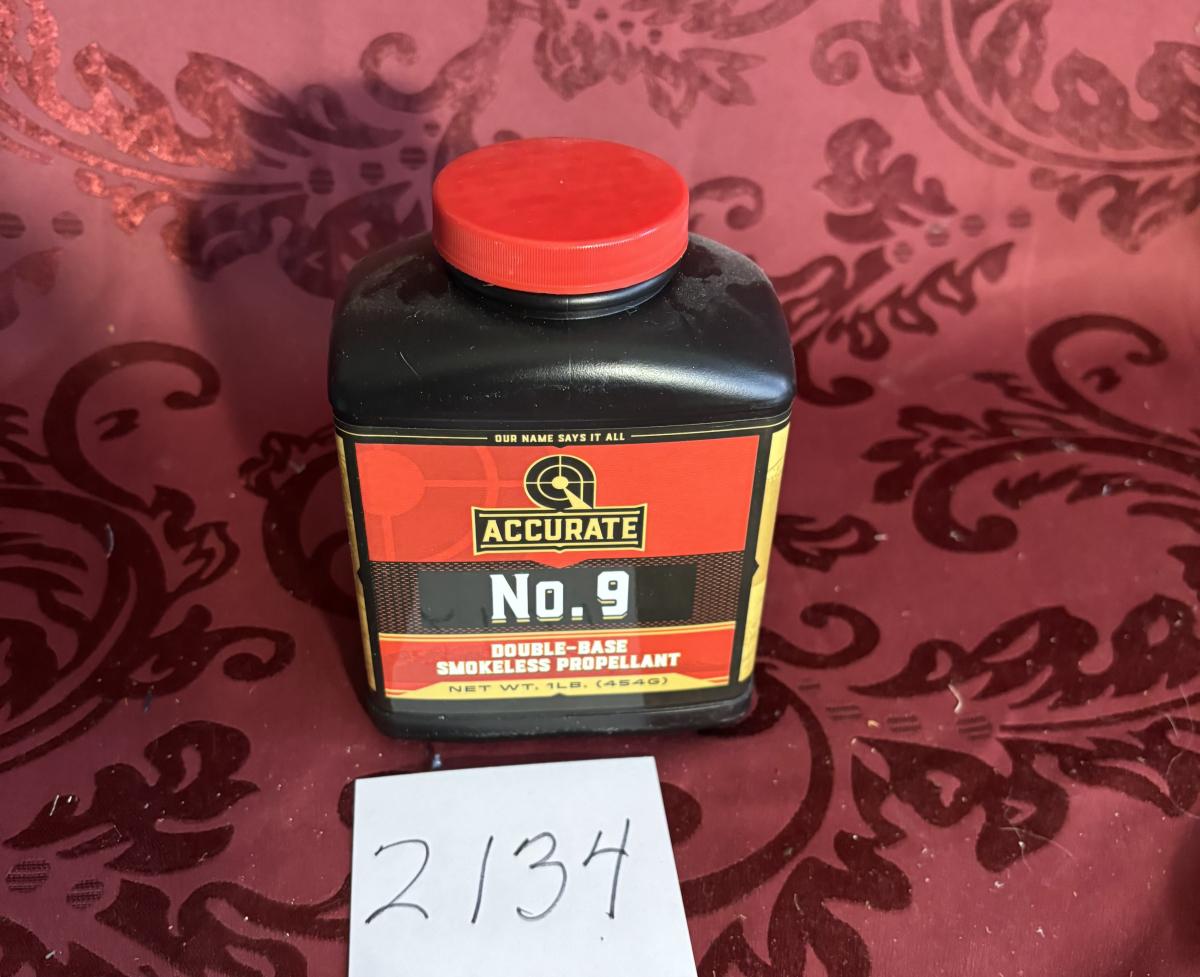 OUR NAME SAYS IT ALL
ACCURATE
No. 9
DOUBLE-BASE
SMOKELESS PROPELLANT
NET WT. 1LB. (454G)
2134